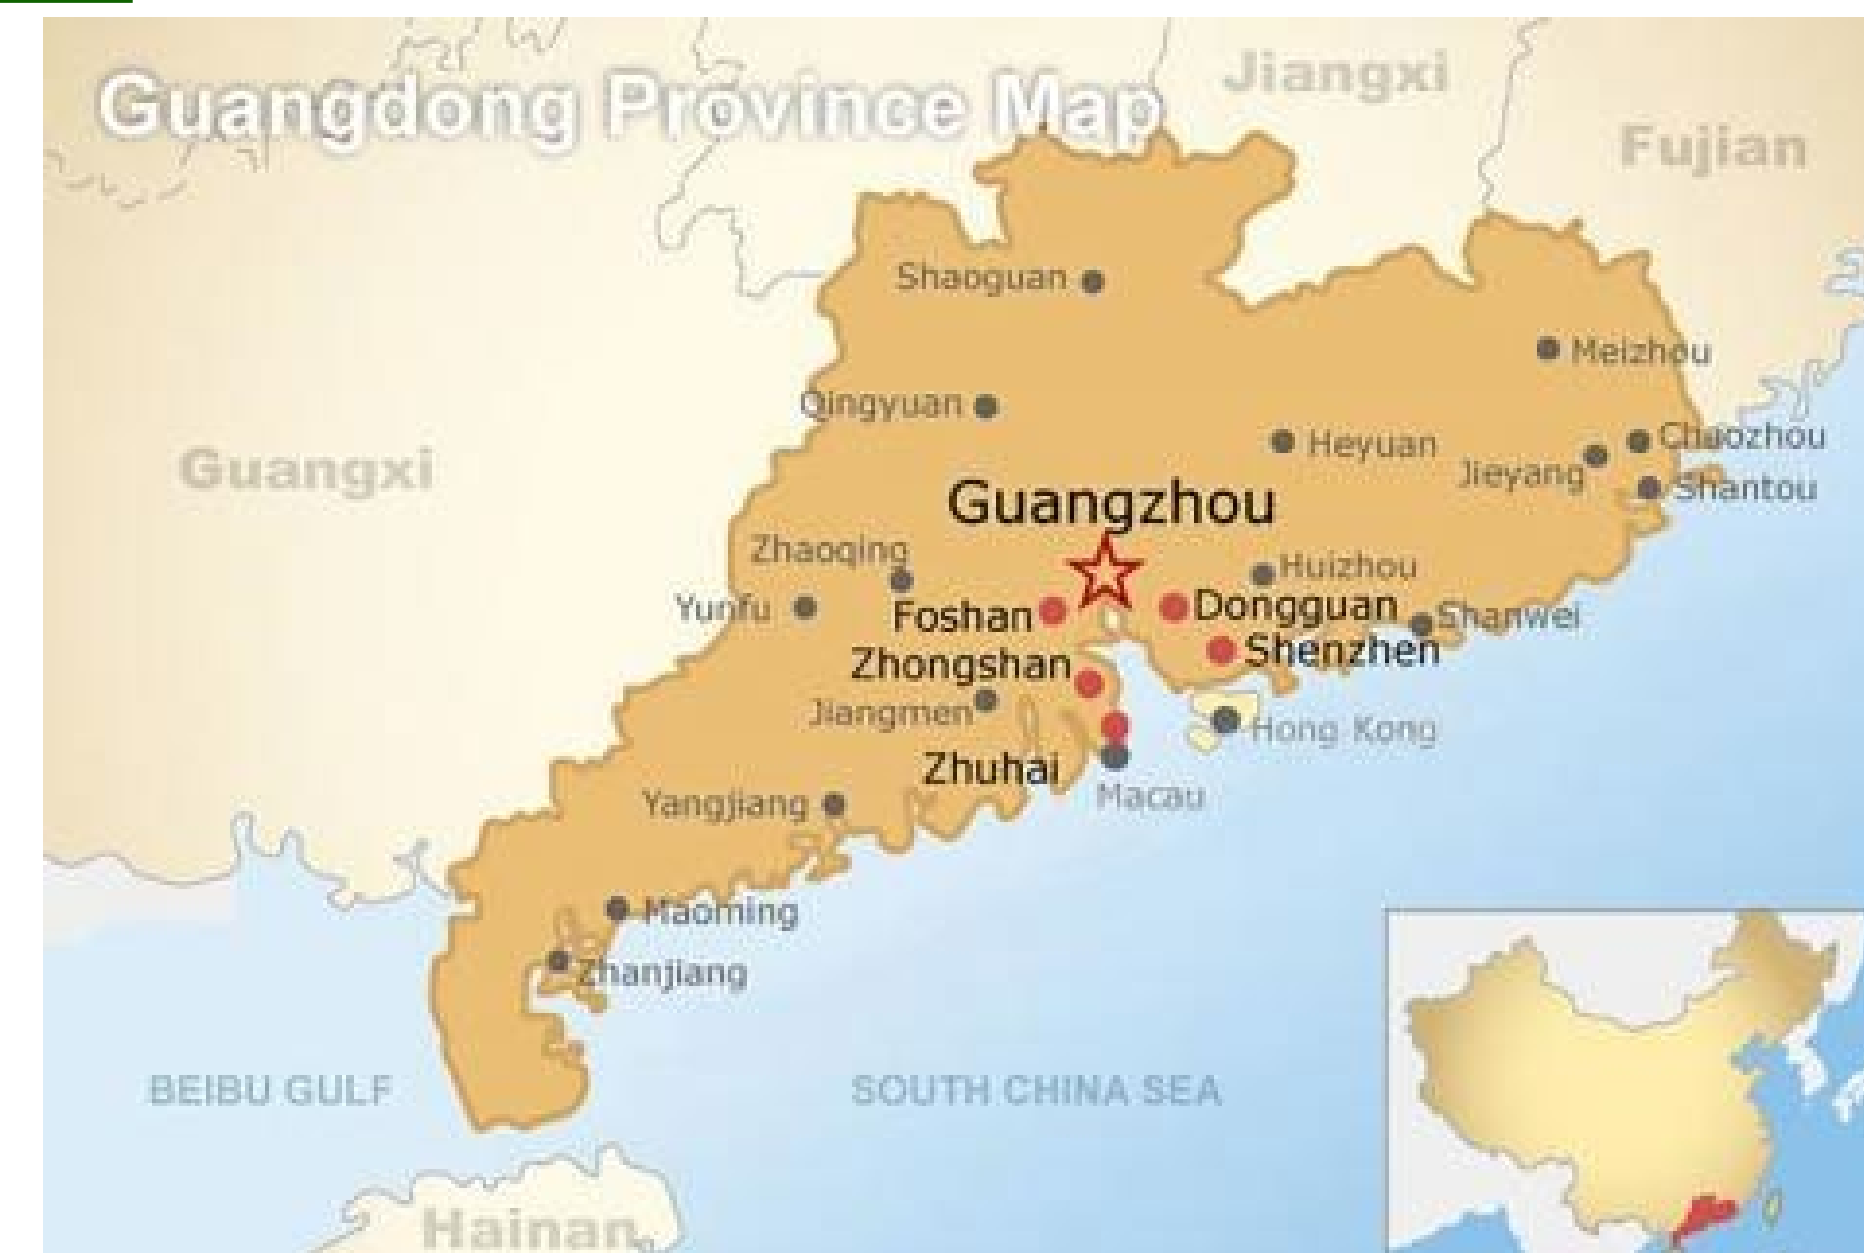 Guangdong Province Map
Jiangxi
Fujian
Shaoguan
Meizhou
Qingyuan
Heyuan
Chaozhou
Jieyang
Shantou
Guangxi
Guangzhou
Zhaoqing
Huizhou
Yunfu
Foshan
Dongguan
Shanwei
Zhongshan
Shenzhen
Jiangmen
Hong Kong
Zhuhai
Macau
Yangjiang
Maoming
Zhanjiang
BEIBU GULF
SOUTH CHINA SEA
Hainan